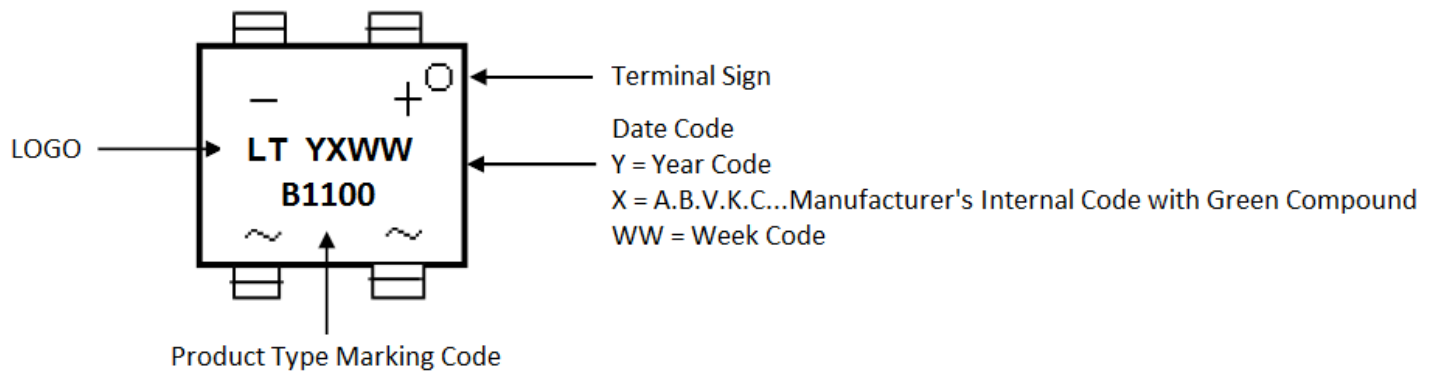 Terminal Sign
- +
LOGO
LT YXWW
B1100
~ ~
Date Code
Y = Year Code
X = A.B.V.K.C...Manufacturer's Internal Code with Green Compound
WW = Week Code
Product Type Marking Code